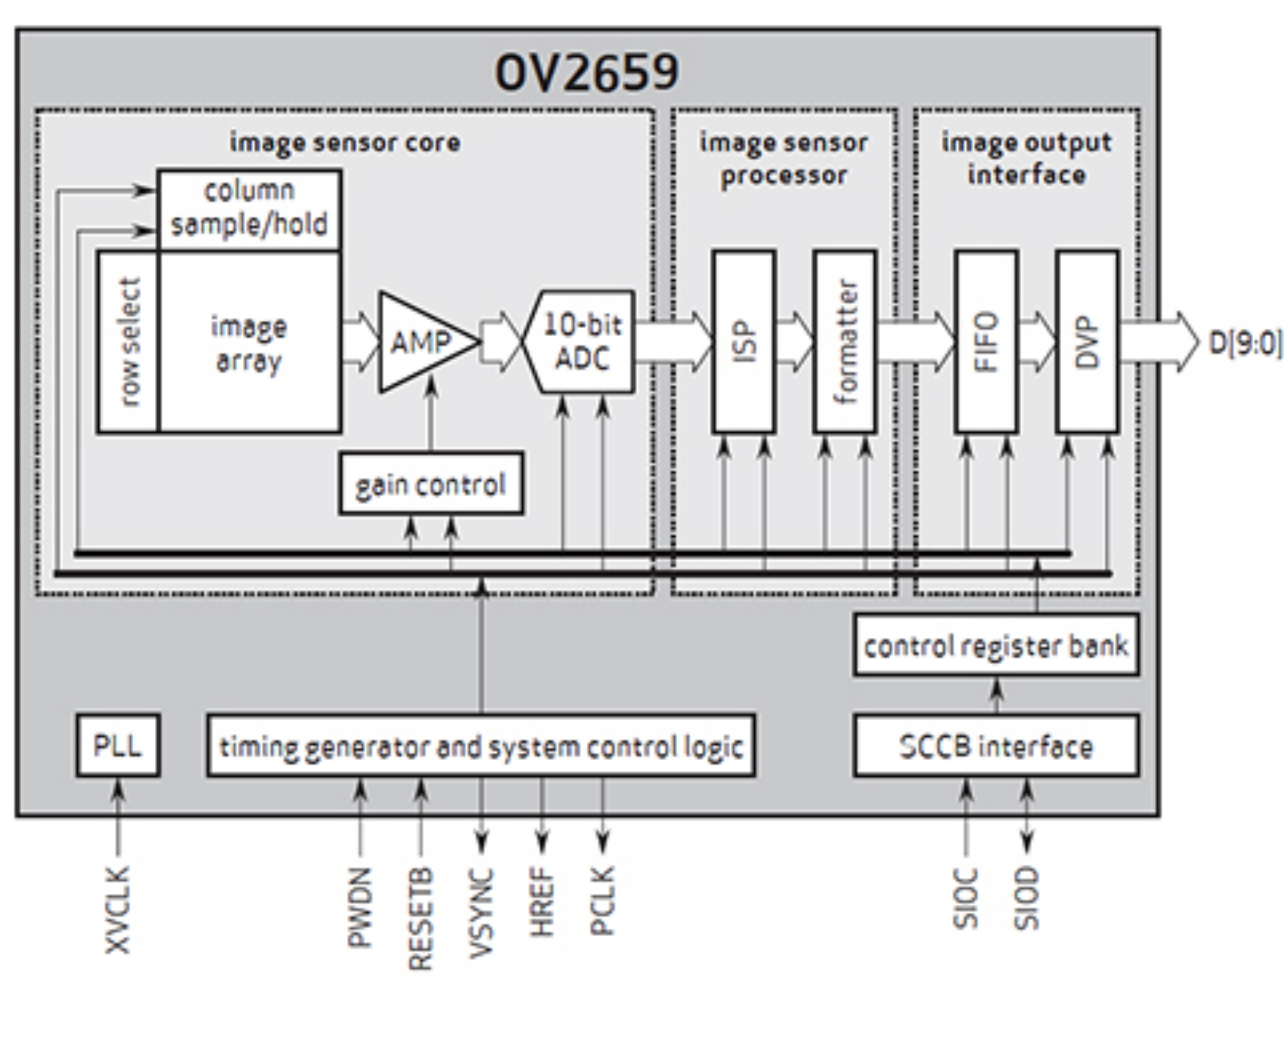 OV2659
image sensor core
image sensor
processor
image output
interface
column
sample/hold
row select
image
array
AMP
10-bit
ADC
ISP
formatter
FIFO
DVP
D[9:0]
gain control
control register bank
PLL
timing generator and system control logic
SCCB interface
XVCLK
PWDN
RESETB
VSYNC
HREF
PCLK
SIOC
SIOD